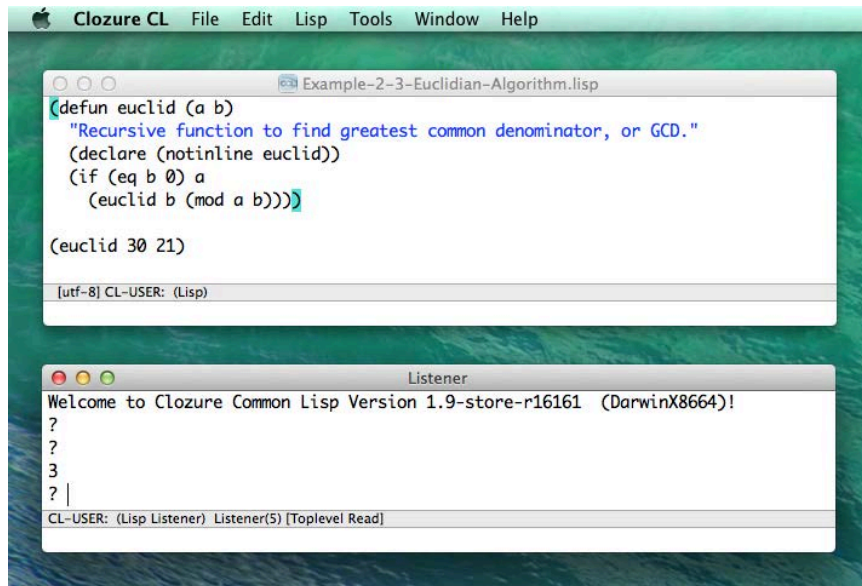 Clozure CL File Edit Lisp Tools Window Help
Example-2-3-Euclidian-Algorithm.lisp
(defun euclid (a b)
"Recursive function to find greatest common denominator, or GCD."
(declare (notinline euclid))
(if (eq b 0) a
(euclid b (mod a b))))
(euclid 30 21)
[utf-8] CL-USER: (Lisp)
Listener
Welcome to Clozure Common Lisp Version 1.9-store-r16161 (DarwinX8664)!
?
?
3
?
CL-USER: (Lisp Listener) Listener(5) [Toplevel Read]